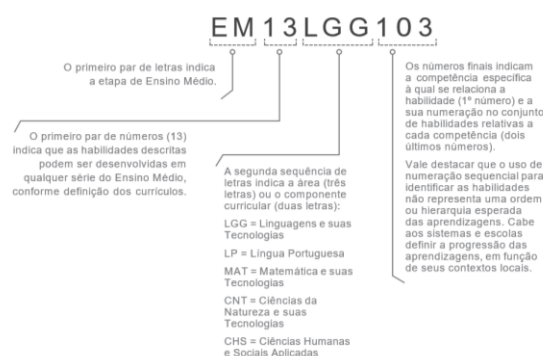 EM13LGG103
O primeiro par de letras indica
a etapa de Ensino Médio.
O primeiro par de números (13)
indica que as habilidades descritas
podem ser desenvolvidas em
qualquer série do Ensino Médio,
conforme definição dos currículos.
A segunda sequência de
letras indica a área (três
letras) ou o componente
curricular (duas letras):
LGG = Linguagens e suas
Tecnologias
LP = Língua Portuguesa
MAT = Matemática e suas
Tecnologias
CNT = Ciências da
Natureza e suas
Tecnologias
CHS = Ciências Humanas
e Sociais Aplicadas
Os números finais indicam
a competência específica
à qual se relaciona a
habilidade (1º número) e a
sua numeração no conjunto
de habilidades relativas a
cada competência (dois
últimos números).
Vale destacar que o uso de
numeração sequencial para
identificar as habilidades
não representa uma ordem
ou hierarquia esperada
das aprendizagens. Cabe
aos sistemas e escolas
definir a progressão das
aprendizagens, em função
de seus contextos locais.